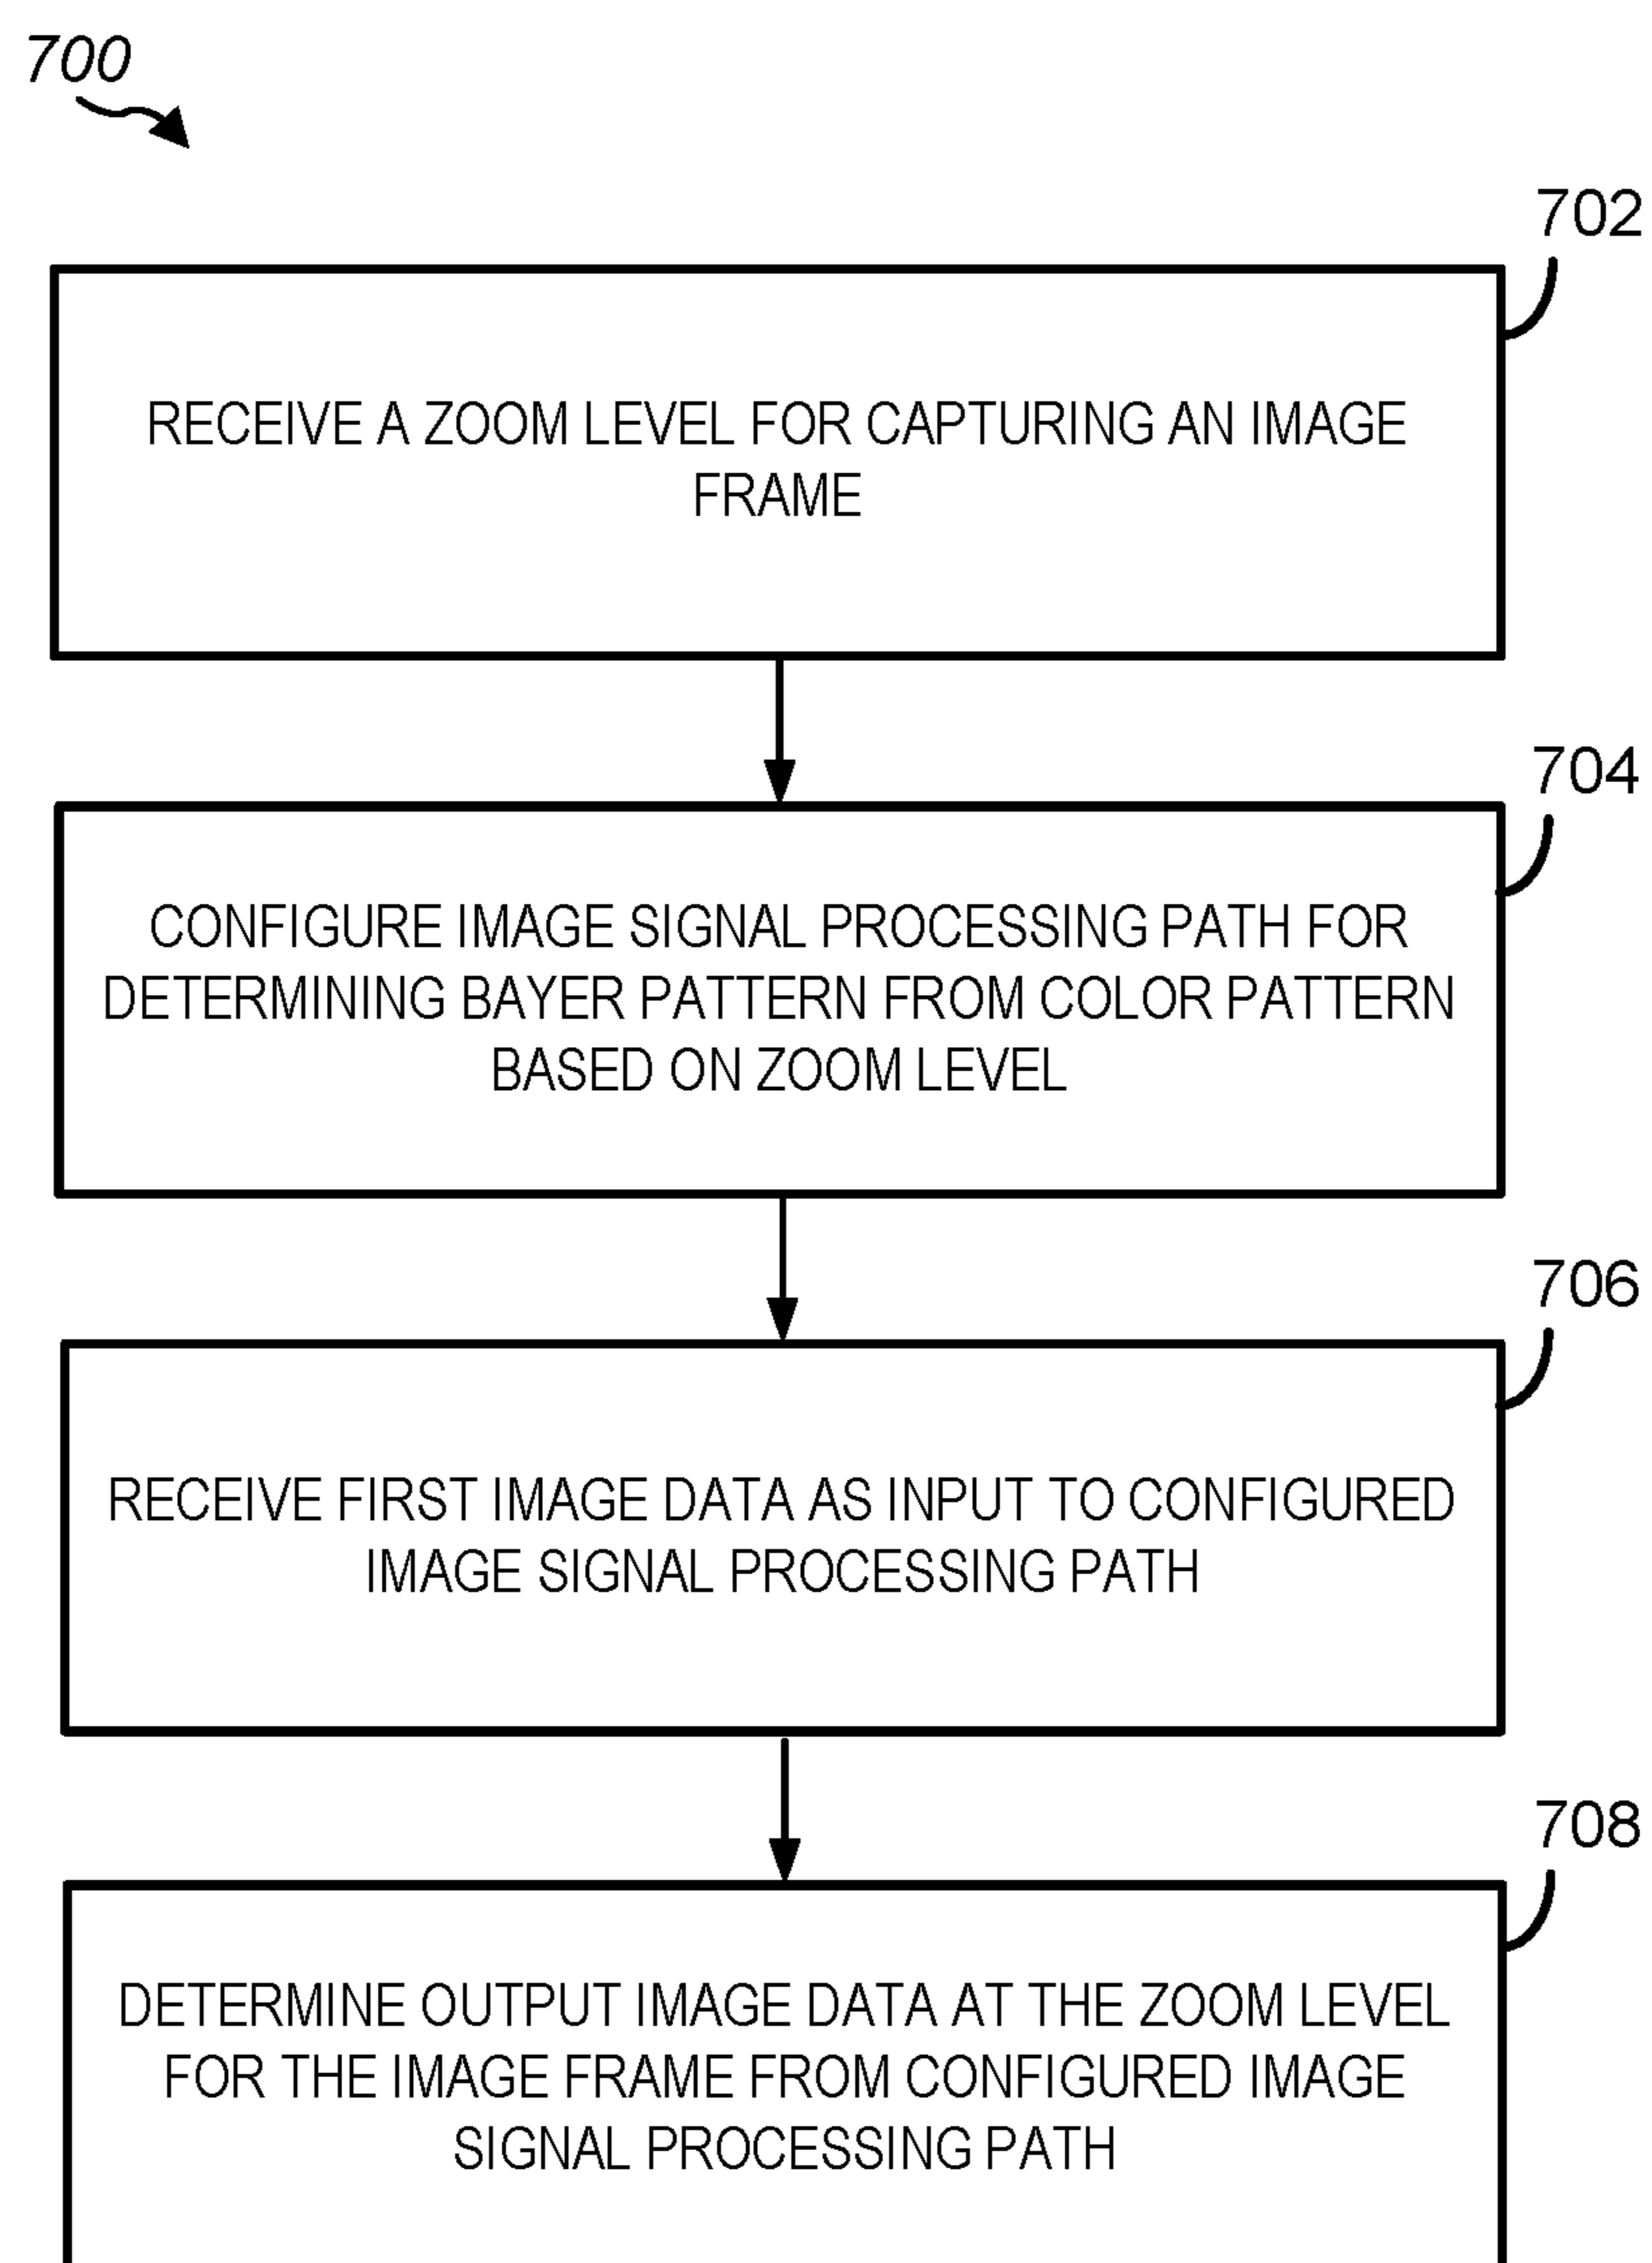 700
702
RECEIVE A ZOOM LEVEL FOR CAPTURING AN IMAGE
FRAME
704
CONFIGURE IMAGE SIGNAL PROCESSING PATH FOR
DETERMINING BAYER PATTERN FROM COLOR PATTERN
BASED ON ZOOM LEVEL
706
RECEIVE FIRST IMAGE DATA AS INPUT TO CONFIGURED
IMAGE SIGNAL PROCESSING PATH
708
DETERMINE OUTPUT IMAGE DATA AT THE ZOOM LEVEL
FOR THE IMAGE FRAME FROM CONFIGURED IMAGE
SIGNAL PROCESSING PATH